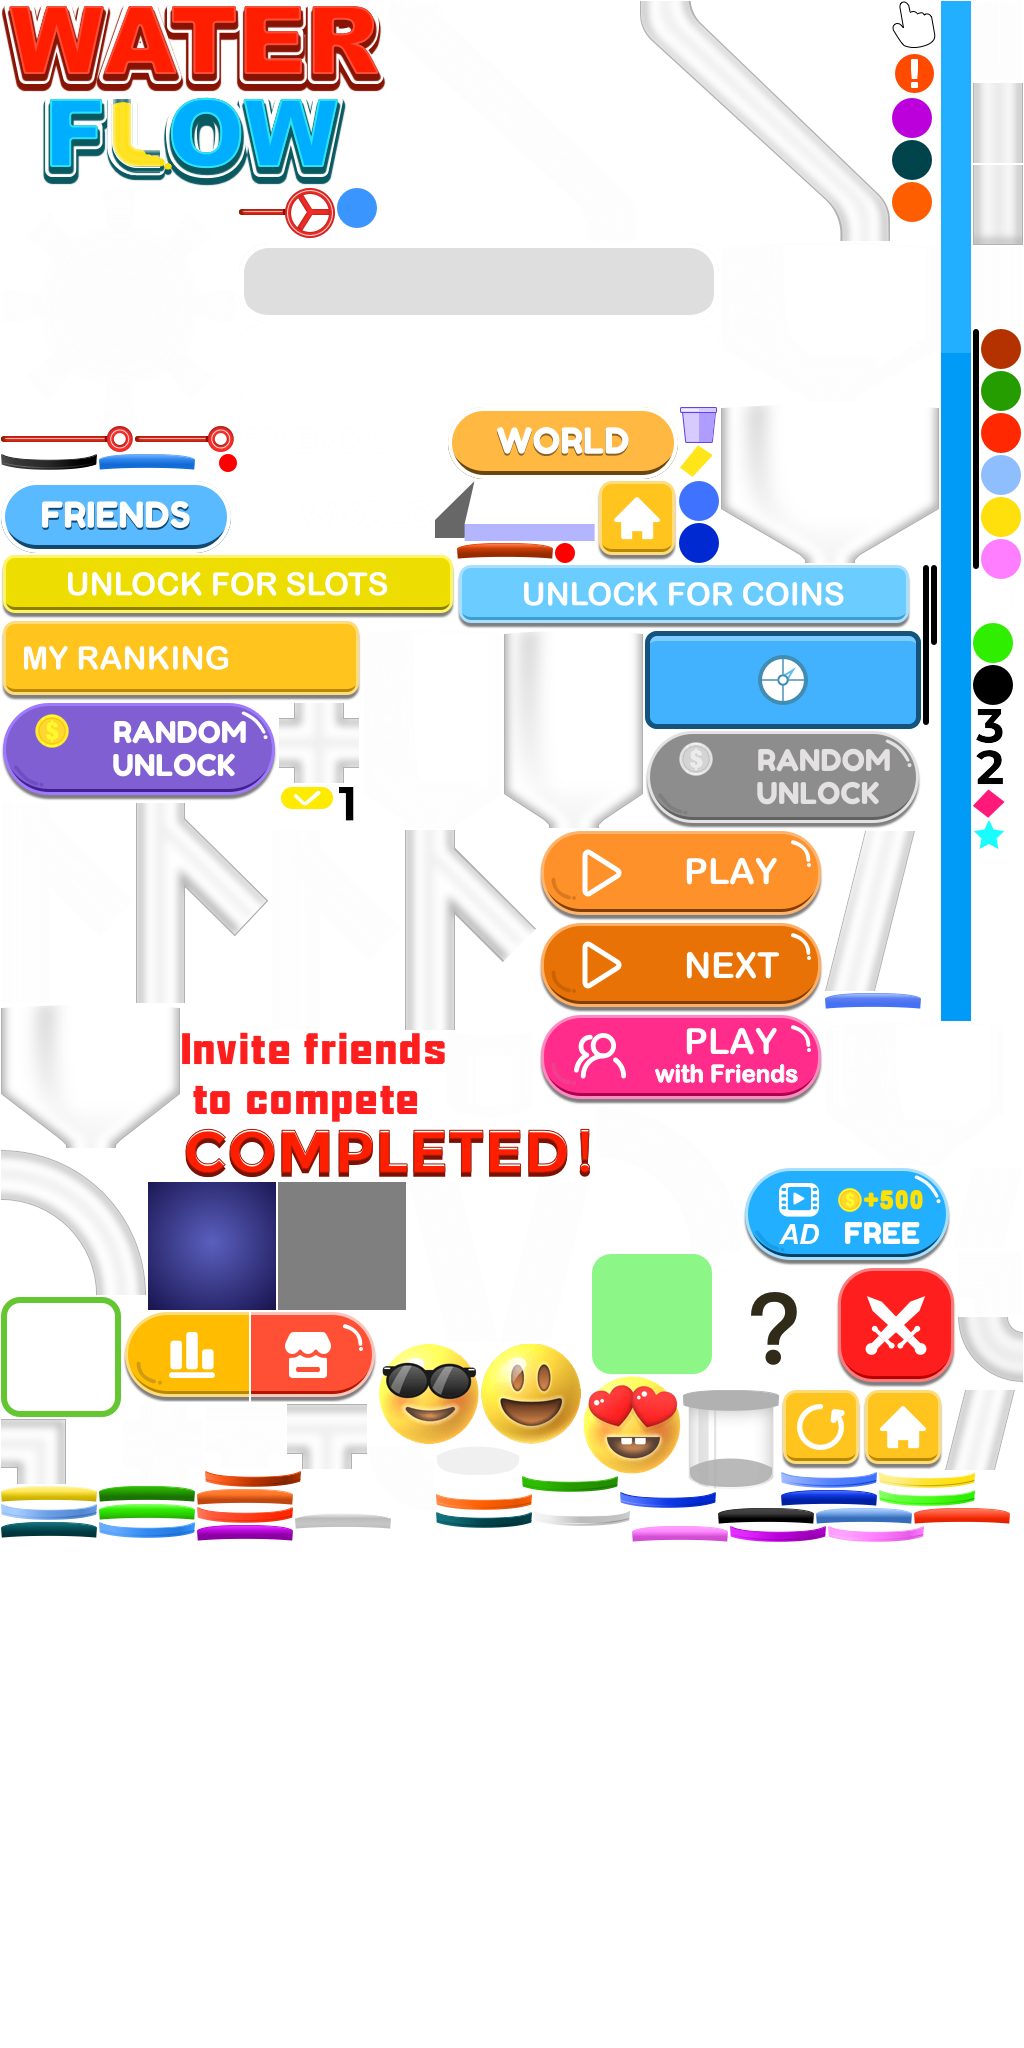 WATER
FLOW
!
WORLD
FRIENDS
UNLOCK FOR SLOTS
UNLOCK FOR COINS
MY RANKING
$ RANDOM
UNLOCK
$ RANDOM
UNLOCK
3
2
1
PLAY
NEXT
PLAY
with Friends
Invite friends
to compete
COMPLETED!
$+500
AD FREE
?